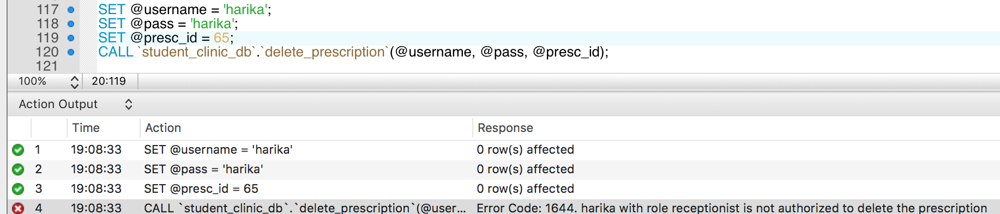 117 SET @username = 'harika';
118 SET @pass = 'harika';
119 SET @presc_id = 65;
120 CALL `student_clinic_db`.`delete_prescription`(@username, @pass, @presc_id);
121
100% 20:119
Action Output
Time Action Response
1 19:08:33 SET @username = 'harika' 0 row(s) affected
2 19:08:33 SET @pass = 'harika' 0 row(s) affected
3 19:08:33 SET @presc_id = 65 0 row(s) affected
4 19:08:33 CALL `student_clinic_db`.`delete_prescription`(@user... Error Code: 1644. harika with role receptionist is not authorized to delete the prescription